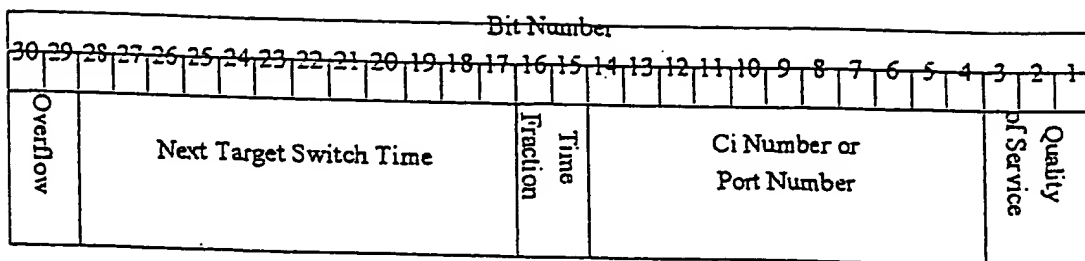 Bit Number
30 29 28 27 26 25 24 23 22 21 20 19 18 17 16 15 14 13 12 11 10 9 8 7 6 5 4 3 2 1
Overflow
Next Target Switch Time
Time
Fraction
Ci Number or
Port Number
Quality
of Service